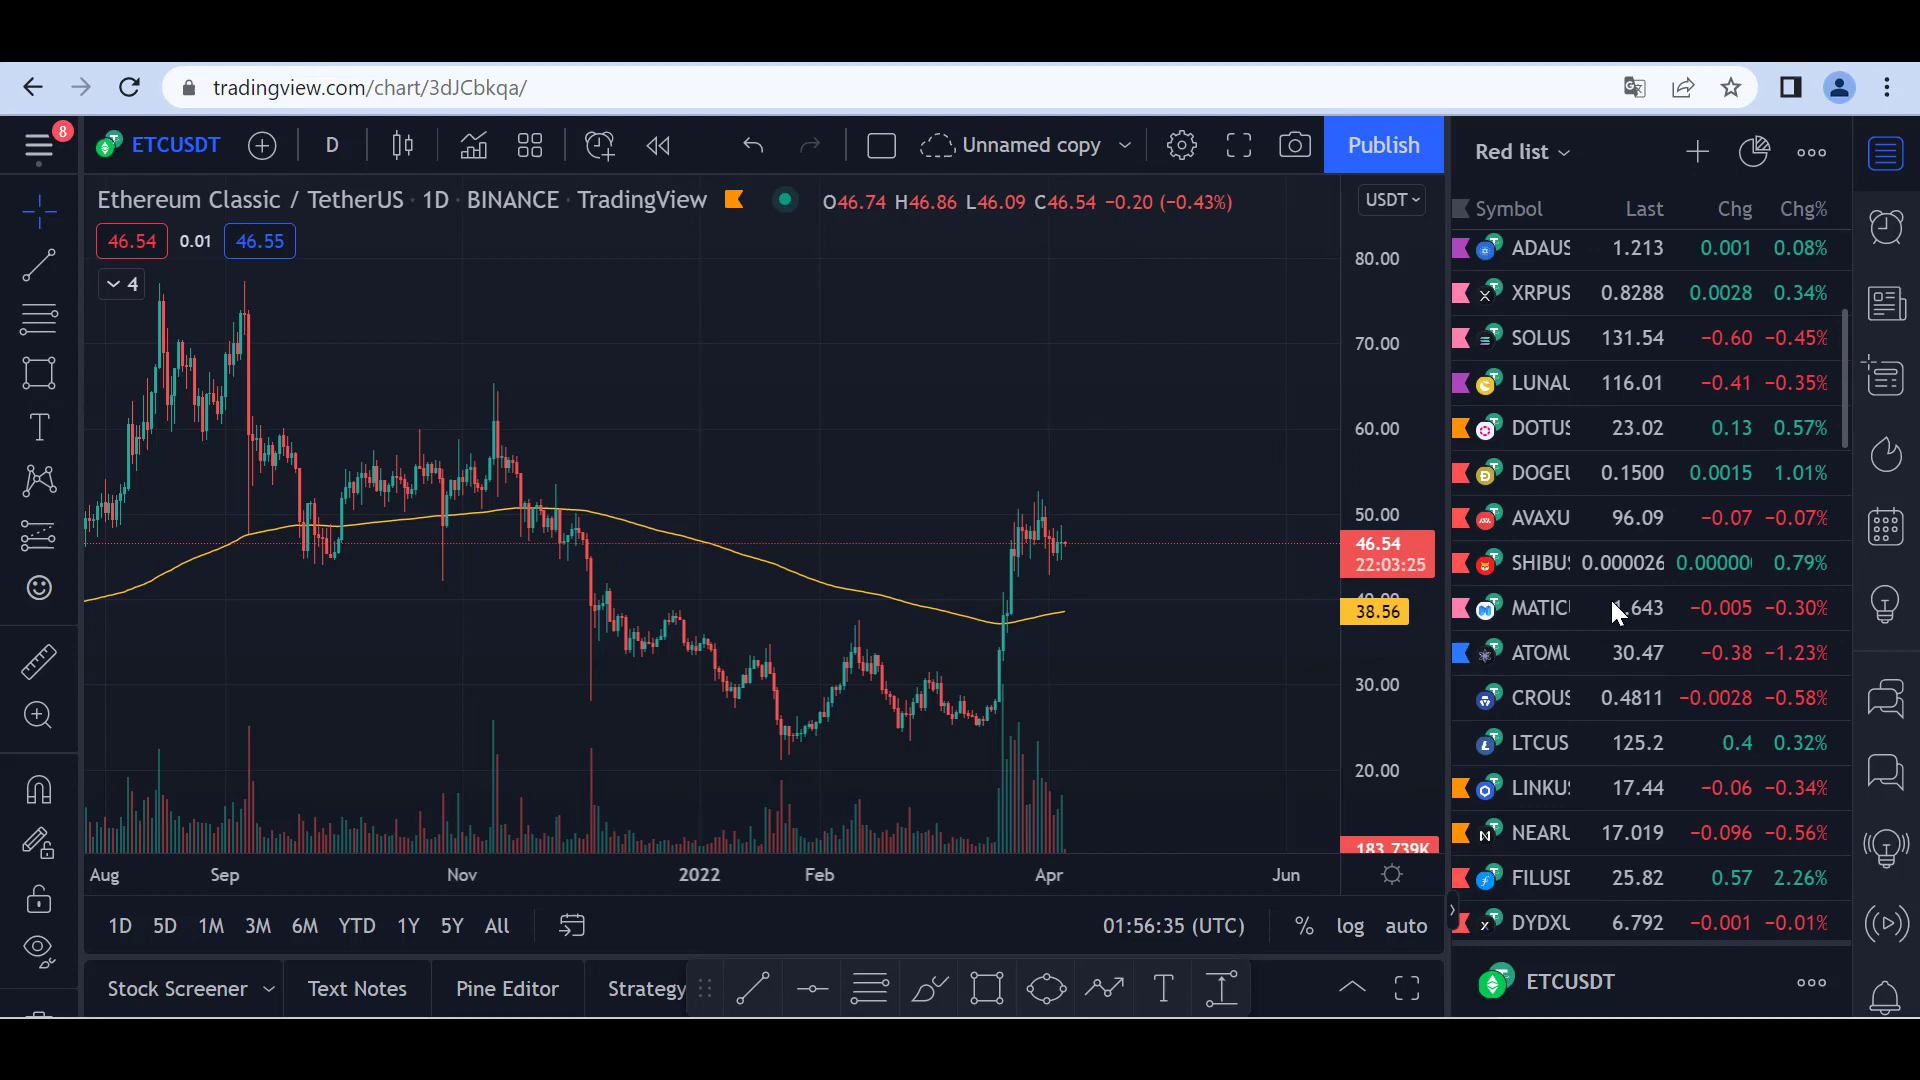 tradingview.com/chart/3dJCbkqa/
8
ETCUSDT
D
Unnamed copy
Publish
Ethereum Classic / TetherUS · 1D · BINANCE · TradingView
O46.74 H46.86 L46.09 C46.54 −0.20 (−0.43%)
46.54 0.01 46.55
4
USDT
80.00
70.00
60.00
50.00
46.54
22:03:25
38.56
30.00
20.00
183.739K
Aug Sep Nov 2022 Feb Apr Jun
1D 5D 1M 3M 6M YTD 1Y 5Y All
01:56:35 (UTC) % log auto
Stock Screener Text Notes Pine Editor Strategy
Red list
Symbol Last Chg Chg%
ADAUS 1.213 0.001 0.08%
XRPUS 0.8288 0.0028 0.34%
SOLUS 131.54 −0.60 −0.45%
LUNAU 116.01 −0.41 −0.35%
DOTUS 23.02 0.13 0.57%
DOGEU 0.1500 0.0015 1.01%
AVAXU 96.09 −0.07 −0.07%
SHIBUS 0.000026 0.00000 0.79%
MATICU .643 −0.005 −0.30%
ATOMU 30.47 −0.38 −1.23%
CROUS 0.4811 −0.0028 −0.58%
LTCUS 125.2 0.4 0.32%
LINKUS 17.44 −0.06 −0.34%
NEARU 17.019 −0.096 −0.56%
FILUSD 25.82 0.57 2.26%
DYDXU 6.792 −0.001 −0.01%
ETCUSDT